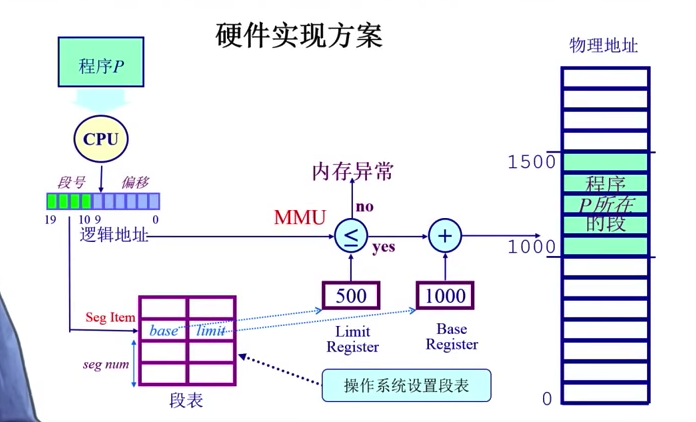 硬件实现方案
物理地址
程序P
CPU
段号
偏移
19
10
9
0
逻辑地址
MMU
内存异常
no
≤
yes
+
1500
程序
P所在
的段
1000
0
500
1000
Limit
Register
Base
Register
Seg Item
base
limit
seg num
段表
操作系统设置段表